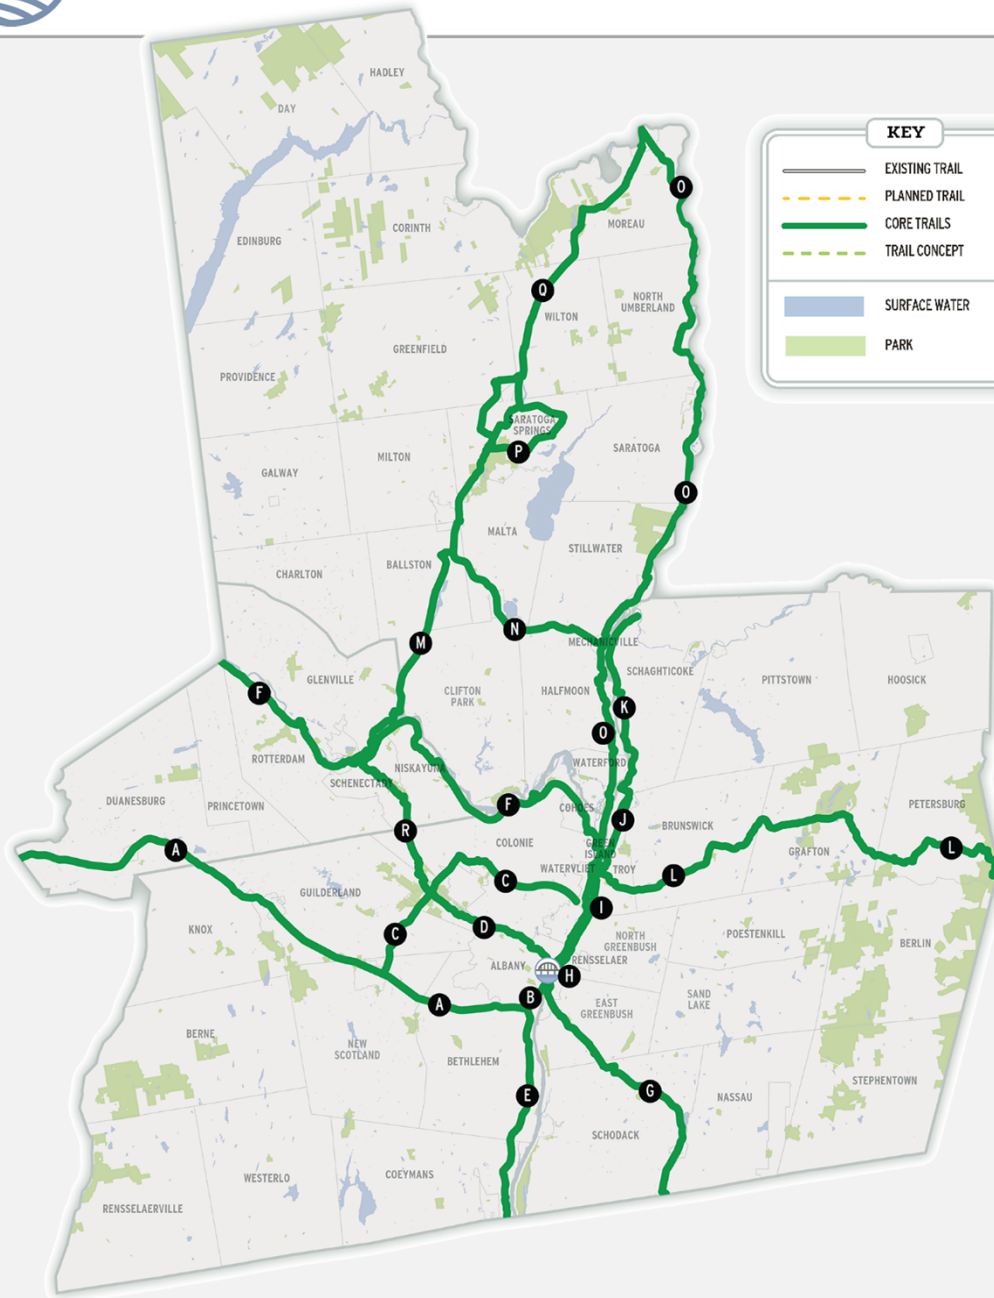 HADLEY
DAY
KEY
EXISTING TRAIL
PLANNED TRAIL
CORE TRAILS
TRAIL CONCEPT
SURFACE WATER
PARK
O
MOREAU
CORINTH
EDINBURG
Q
WILTON
NORTH
UMBERLAND
GREENFIELD
PROVIDENCE
SARATOGA
SPRINGS
P
SARATOGA
MILTON
GALWAY
O
MALTA
STILLWATER
BALLSTON
CHARLTON
N
M
MECHANICVILLE
SCHAGHTICOKE
GLENVILLE
PITTSTOWN
HOOSICK
F
CLIFTON
PARK
HALFMOON
K
O
ROTTERDAM
WATERFORD
NISKAYUNA
SCHENECTADY
DUANESBURG
PRINCETOWN
F
COHOES
PETERSBURG
J
BRUNSWICK
R
COLONIE
GREEN
ISLAND
A
L
GRAFTON
WATERVLIET
TROY
L
C
GUILDERLAND
I
KNOX
C
D
NORTH
GREENBUSH
POESTENKILL
BERLIN
RENSSELAER
ALBANY
H
B
A
EAST
GREENBUSH
SAND
LAKE
BERNE
NEW
SCOTLAND
BETHLEHEM
STEPHENTOWN
E
G
NASSAU
SCHODACK
WESTERLO
COEYMANS
RENSSELAERVILLE